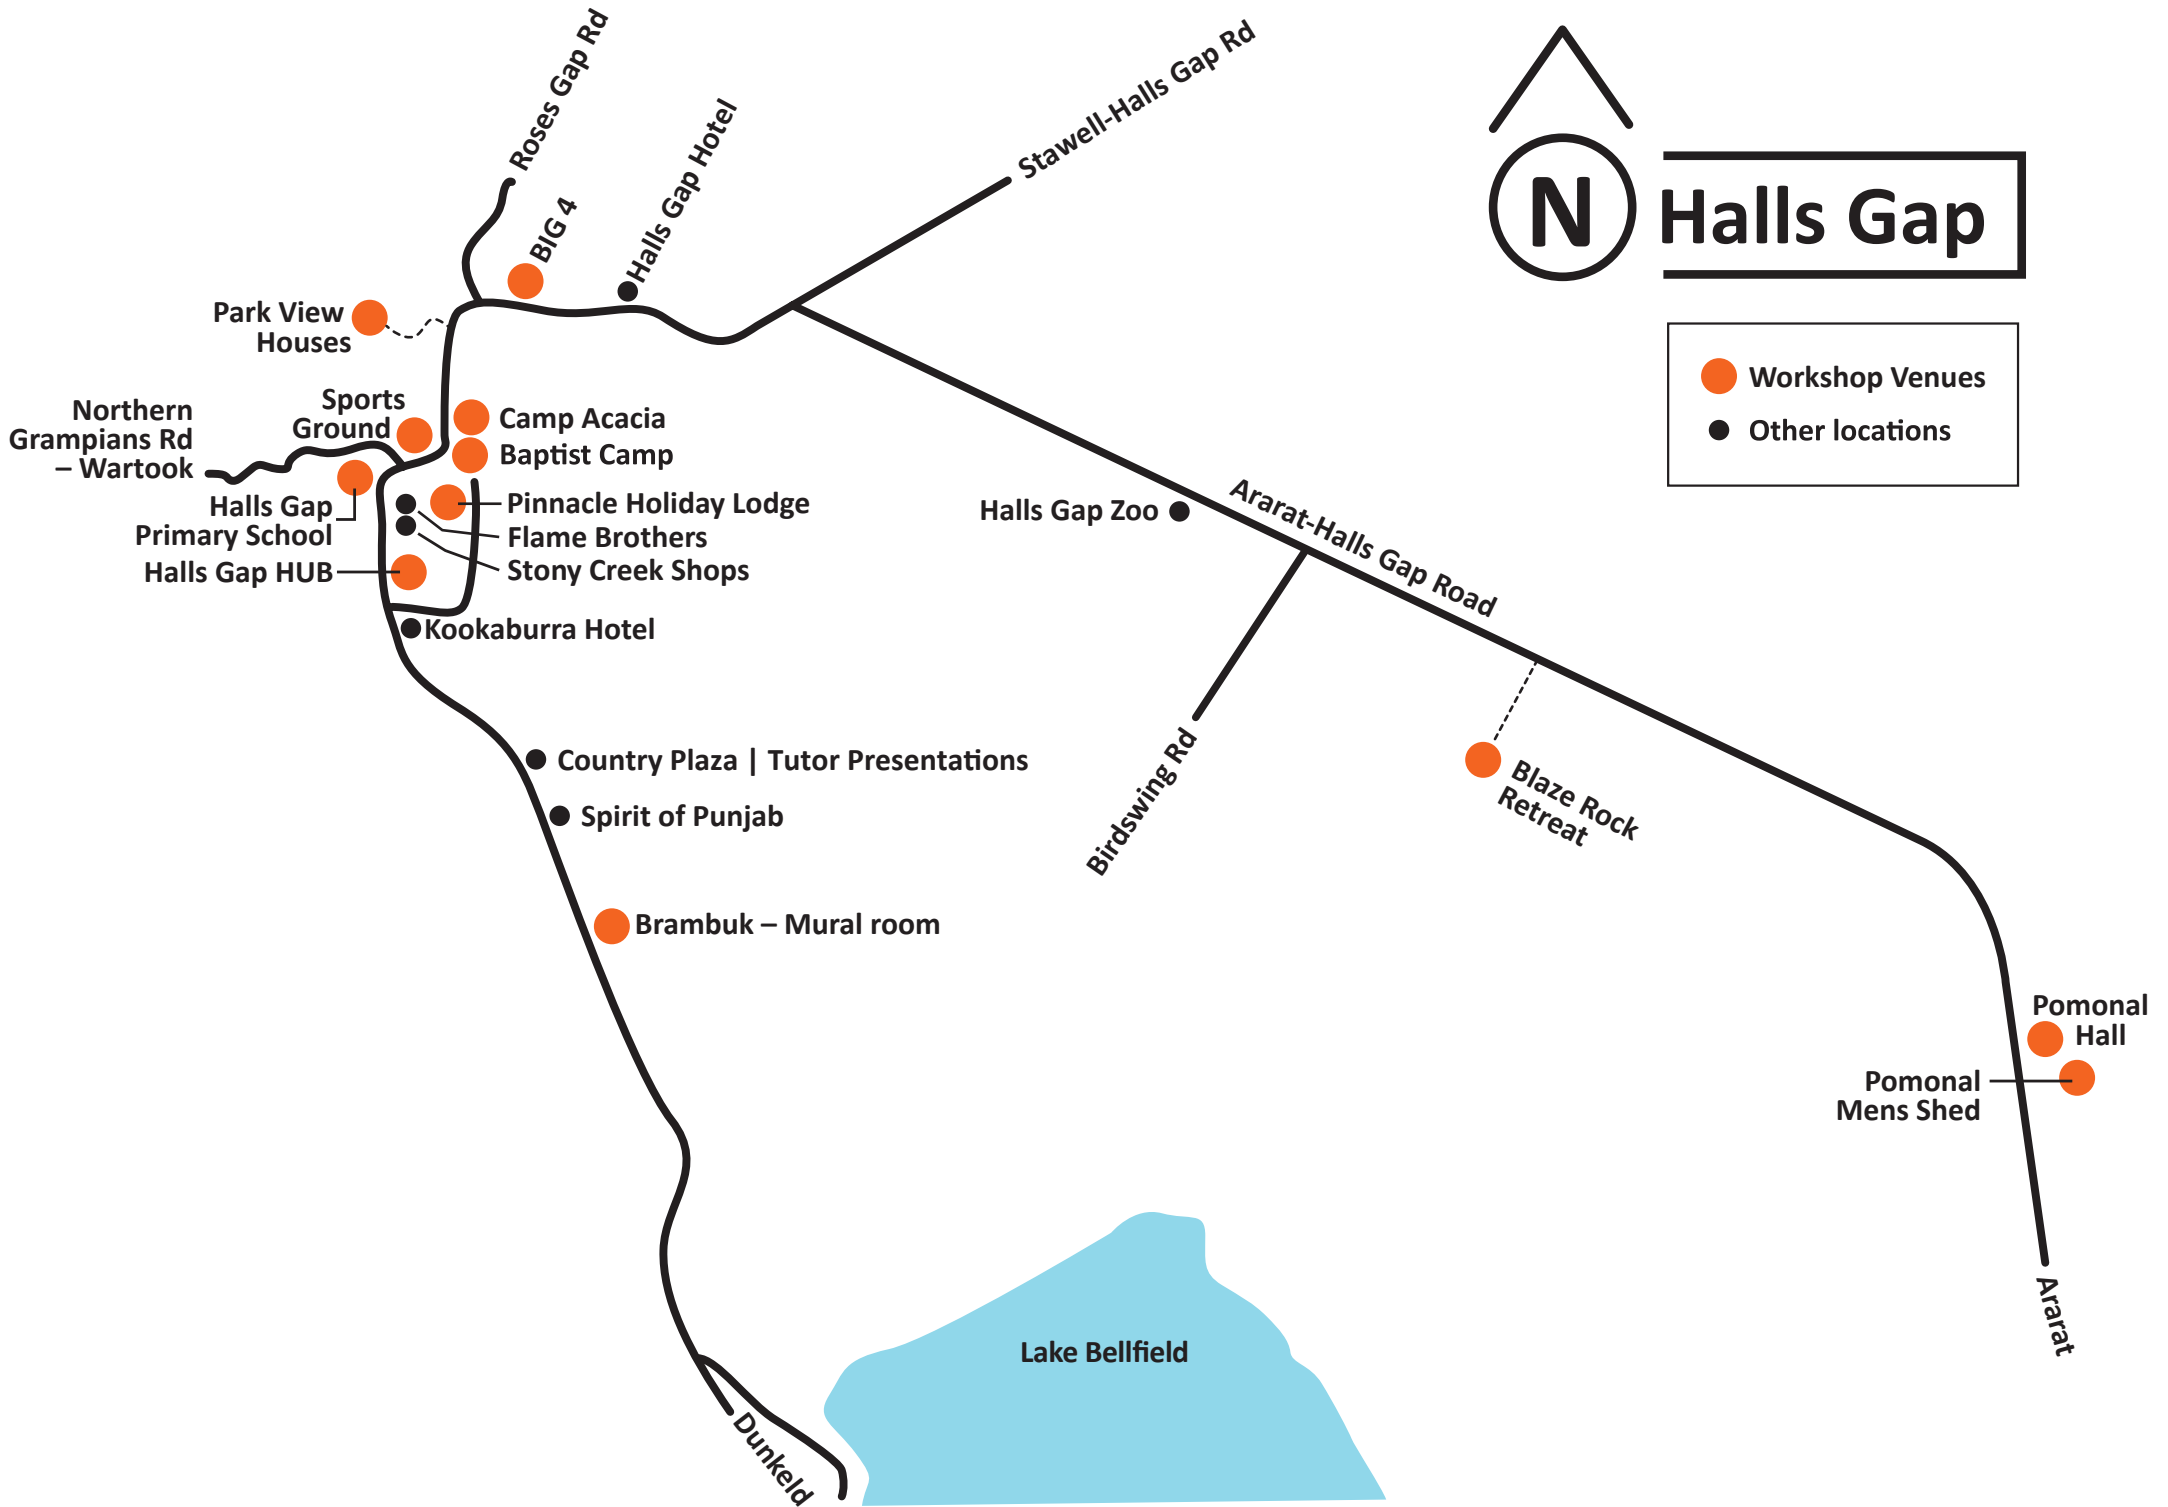 Roses Gap Rd
BIG 4
Halls Gap Hotel
Stawell-Halls Gap Rd
N
Halls Gap
Workshop Venues
Other locations
Park View
Houses
Sports
Ground
Northern
Grampians Rd
– Wartook
Camp Acacia
Baptist Camp
Halls Gap
Primary School
Pinnacle Holiday Lodge
Flame Brothers
Stony Creek Shops
Halls Gap HUB
Kookaburra Hotel
Halls Gap Zoo
Ararat-Halls Gap Road
Birdswing Rd
Blaze Rock
Retreat
Country Plaza | Tutor Presentations
Spirit of Punjab
Brambuk – Mural room
Pomonal
Hall
Pomonal
Mens Shed
Ararat
Lake Bellfield
Dunkeld